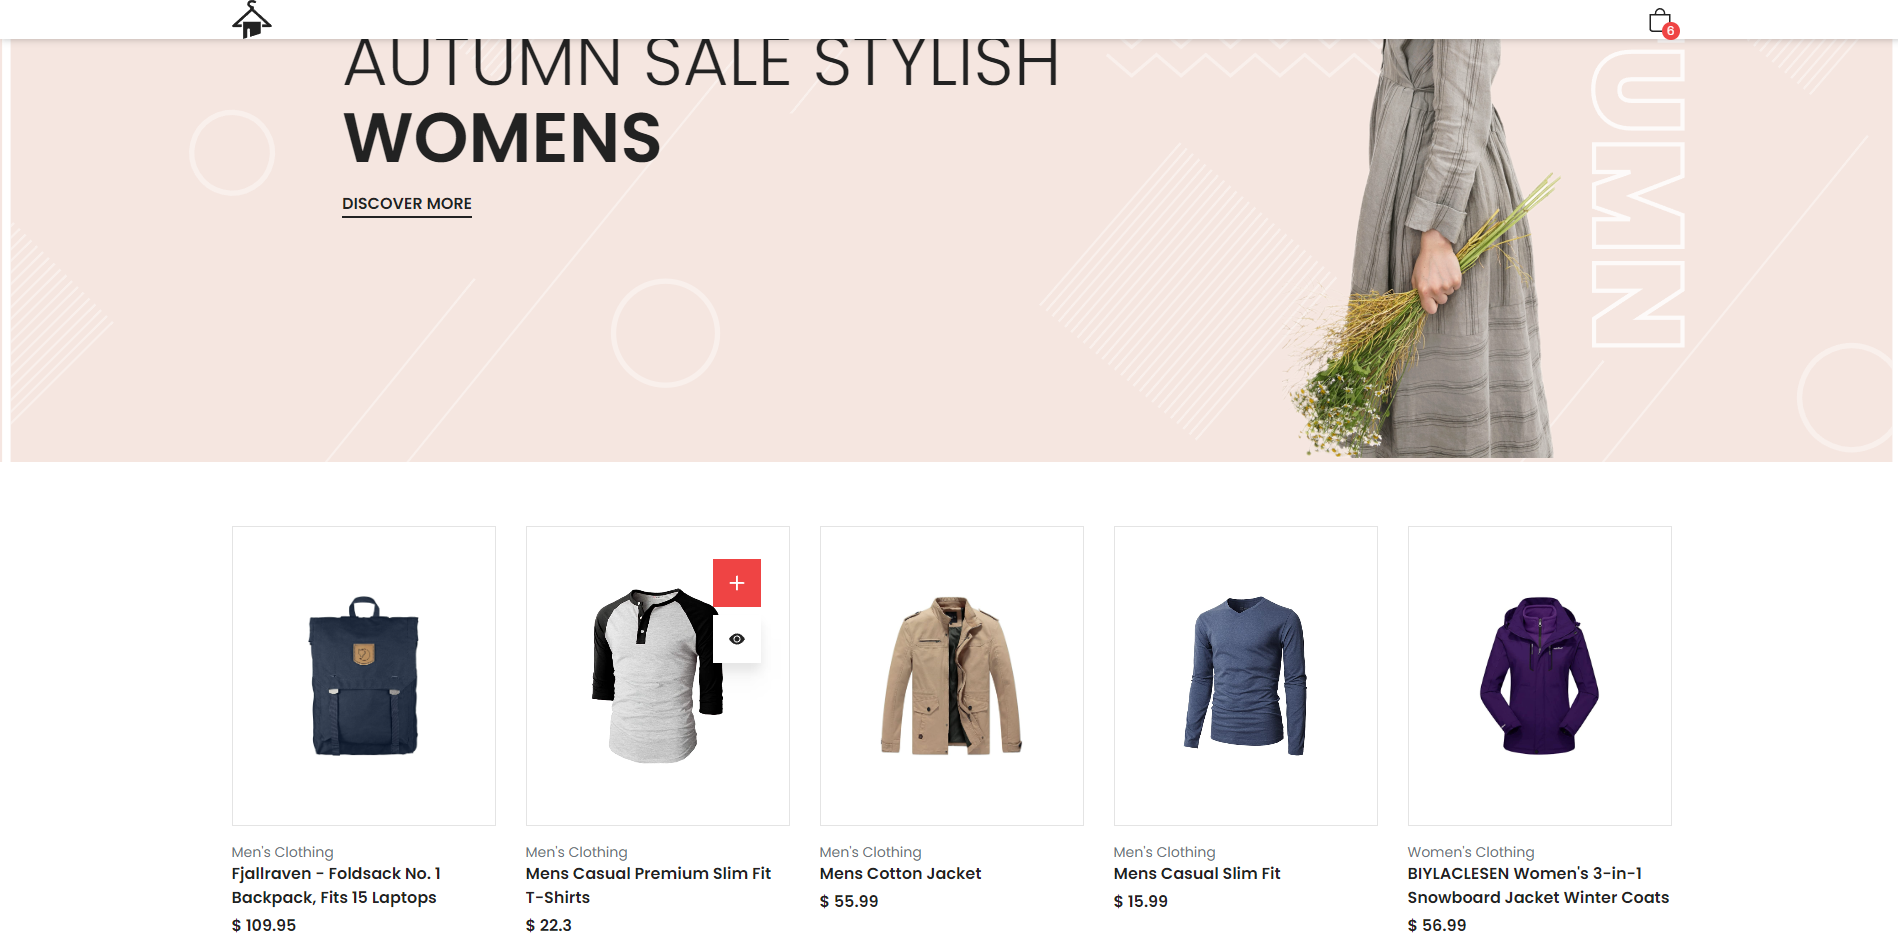 6
AUTUMN SALE STYLISH
WOMENS
DISCOVER MORE
UMN
Men's Clothing
Fjallraven - Foldsack No. 1
Backpack, Fits 15 Laptops
$ 109.95
Men's Clothing
Mens Casual Premium Slim Fit
T-Shirts
$ 22.3
Men's Clothing
Mens Cotton Jacket
$ 55.99
Men's Clothing
Mens Casual Slim Fit
$ 15.99
Women's Clothing
BIYLACLESEN Women's 3-in-1
Snowboard Jacket Winter Coats
$ 56.99